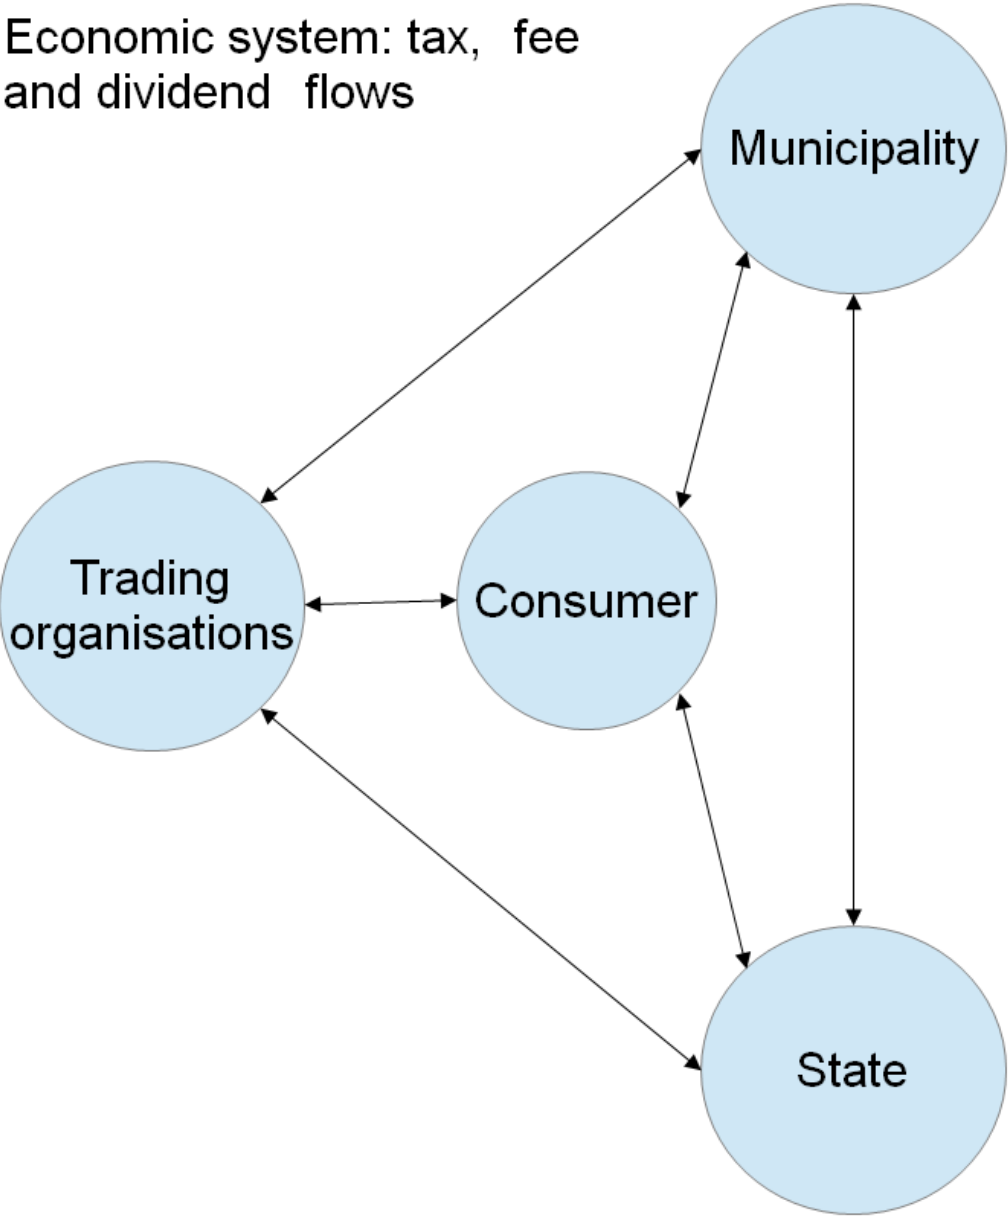 Economic system: tax, fee
and dividend flows
Municipality
Trading
organisations
Consumer
State